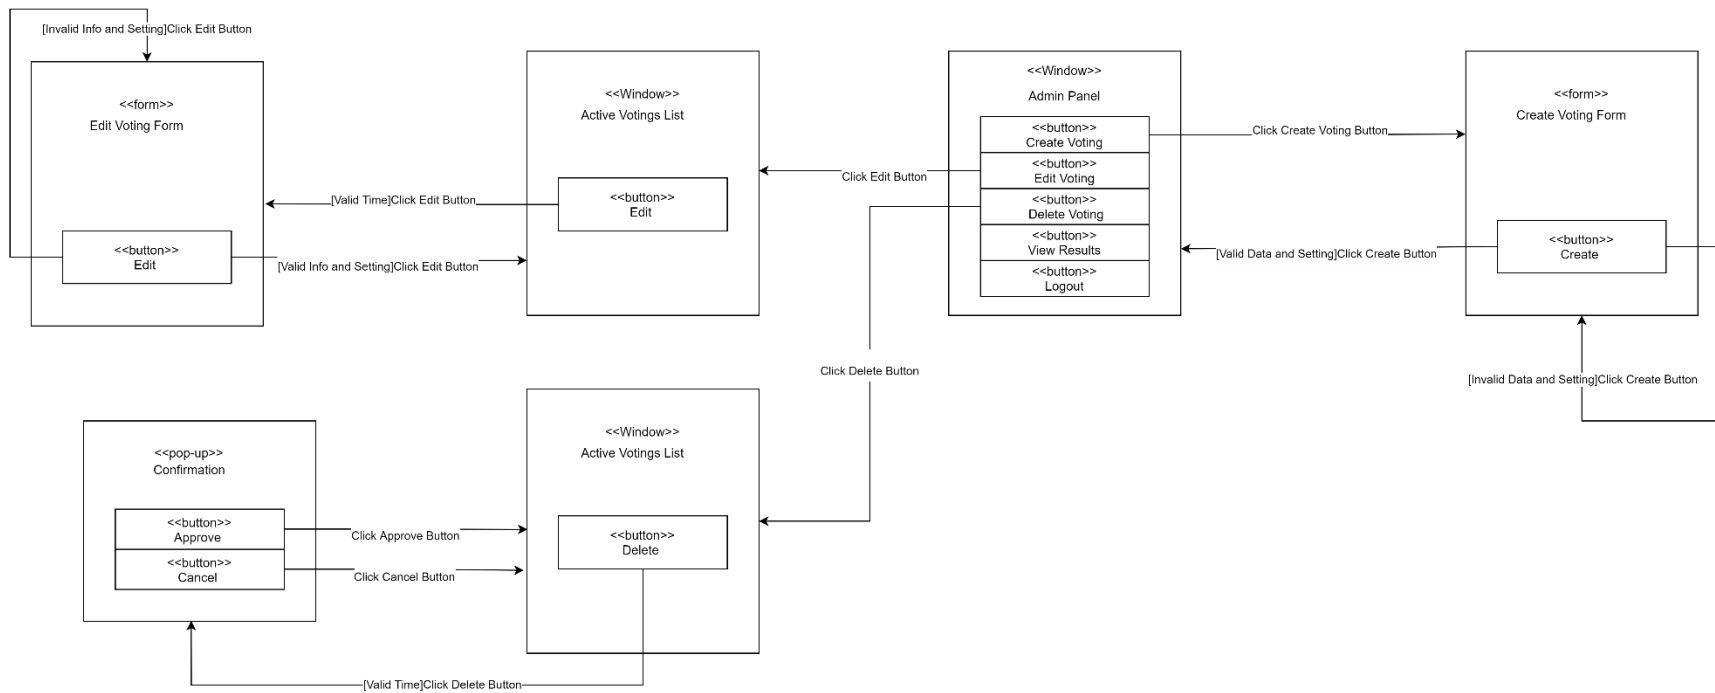 [Invalid Info and Setting]Click Edit Button
<<form>>
Edit Voting Form
<<button>>
Edit
[Valid Time]Click Edit Button
[Valid Info and Setting]Click Edit Button
<<Window>>
Active Votings List
<<button>>
Edit
Click Edit Button
<<Window>>
Admin Panel
<<button>>
Create Voting
<<button>>
Edit Voting
<<button>>
Delete Voting
<<button>>
View Results
<<button>>
Logout
Click Create Voting Button
[Valid Data and Setting]Click Create Button
<<form>>
Create Voting Form
<<button>>
Create
[Invalid Data and Setting]Click Create Button
Click Delete Button
<<pop-up>>
Confirmation
<<button>>
Approve
<<button>>
Cancel
Click Approve Button
Click Cancel Button
<<Window>>
Active Votings List
<<button>>
Delete
[Valid Time]Click Delete Button